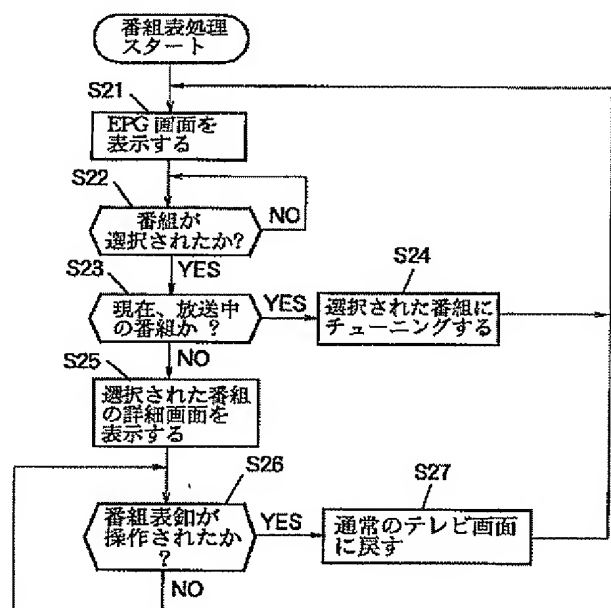 番組表処理
スタート
S21
EPG画面を
表示する
S22
番組が
選択されたか?
NO
YES
S23
現在、放送中
の番組か ?
YES
NO
S24
選択された番組に
チューニングする
S25
選択された番組
の詳細画面を
表示する
S26
番組表釦が
操作されたか
?
YES
NO
S27
通常のテレビ画面
に戻す